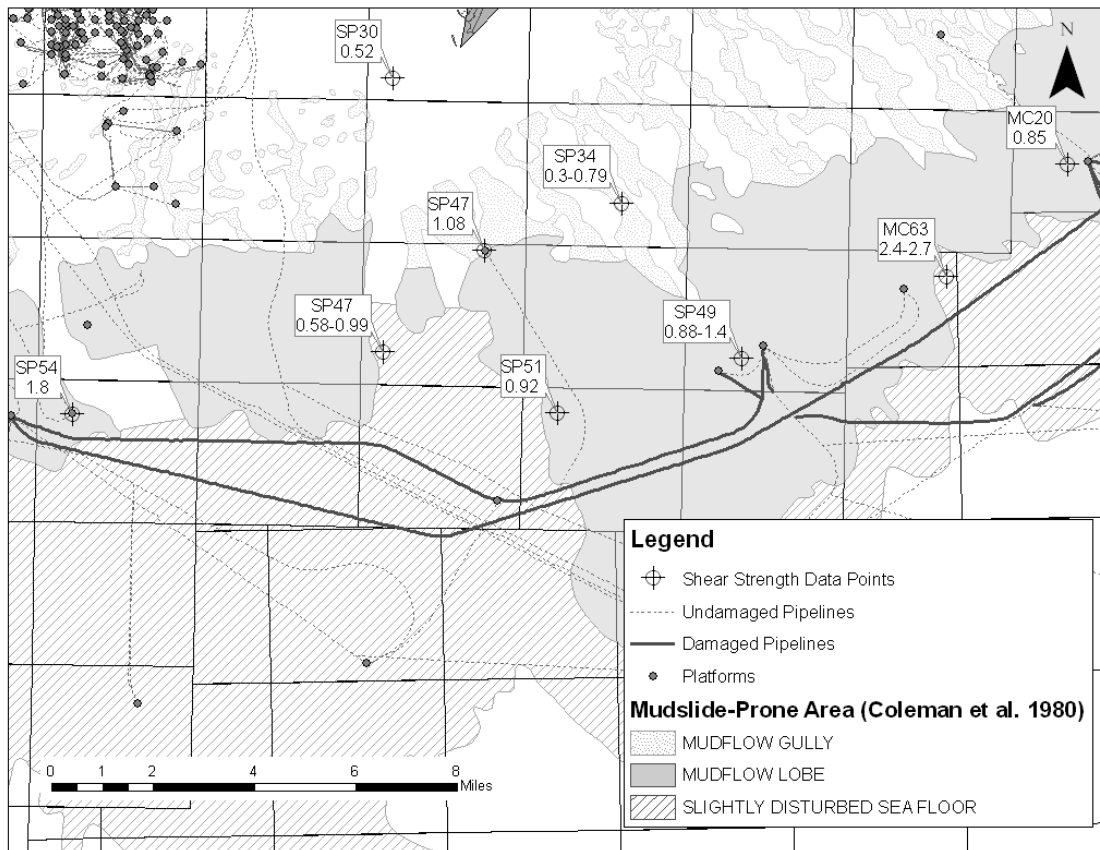 SP30
0.52
N
MC20
0.85
SP34
0.3-0.79
SP47
1.08
MC63
2.4-2.7
SP47
0.58-0.99
SP49
0.88-1.4
SP54
1.8
SP51
0.92
Legend
Shear Strength Data Points
Undamaged Pipelines
Damaged Pipelines
Platforms
Mudslide-Prone Area (Coleman et al. 1980)
MUDFLOW GULLY
MUDFLOW LOBE
SLIGHTLY DISTURBED SEA FLOOR
0 1 2 4 6 8
Miles